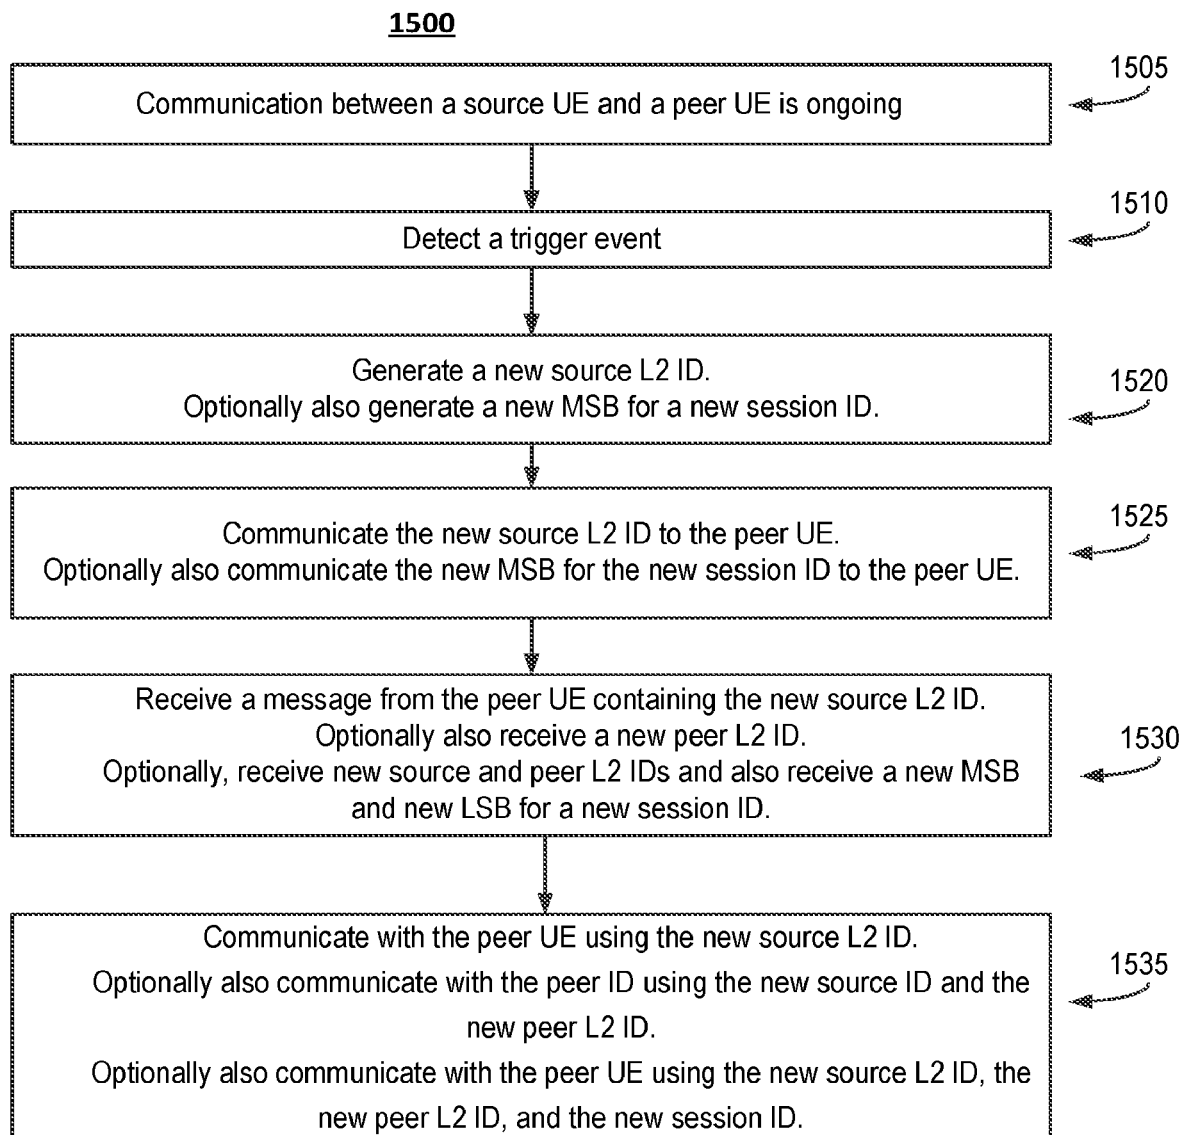 1500
1505
Communication between a source UE and a peer UE is ongoing
1510
Detect a trigger event
Generate a new source L2 ID.
1520
Optionally also generate a new MSB for a new session ID.
1525
Communicate the new source L2 ID to the peer UE.
Optionally also communicate the new MSB for the new session ID to the peer UE.
Receive a message from the peer UE containing the new source L2 ID.
Optionally also receive a new peer L2 ID.
1530
Optionally, receive new source and peer L2 IDs and also receive a new MSB
and new LSB for a new session ID.
Communicate with the peer UE using the new source L2 ID.
1535
Optionally also communicate with the peer ID using the new source ID and the
new peer L2 ID.
Optionally also communicate with the peer UE using the new source L2 ID, the
new peer L2 ID, and the new session ID.